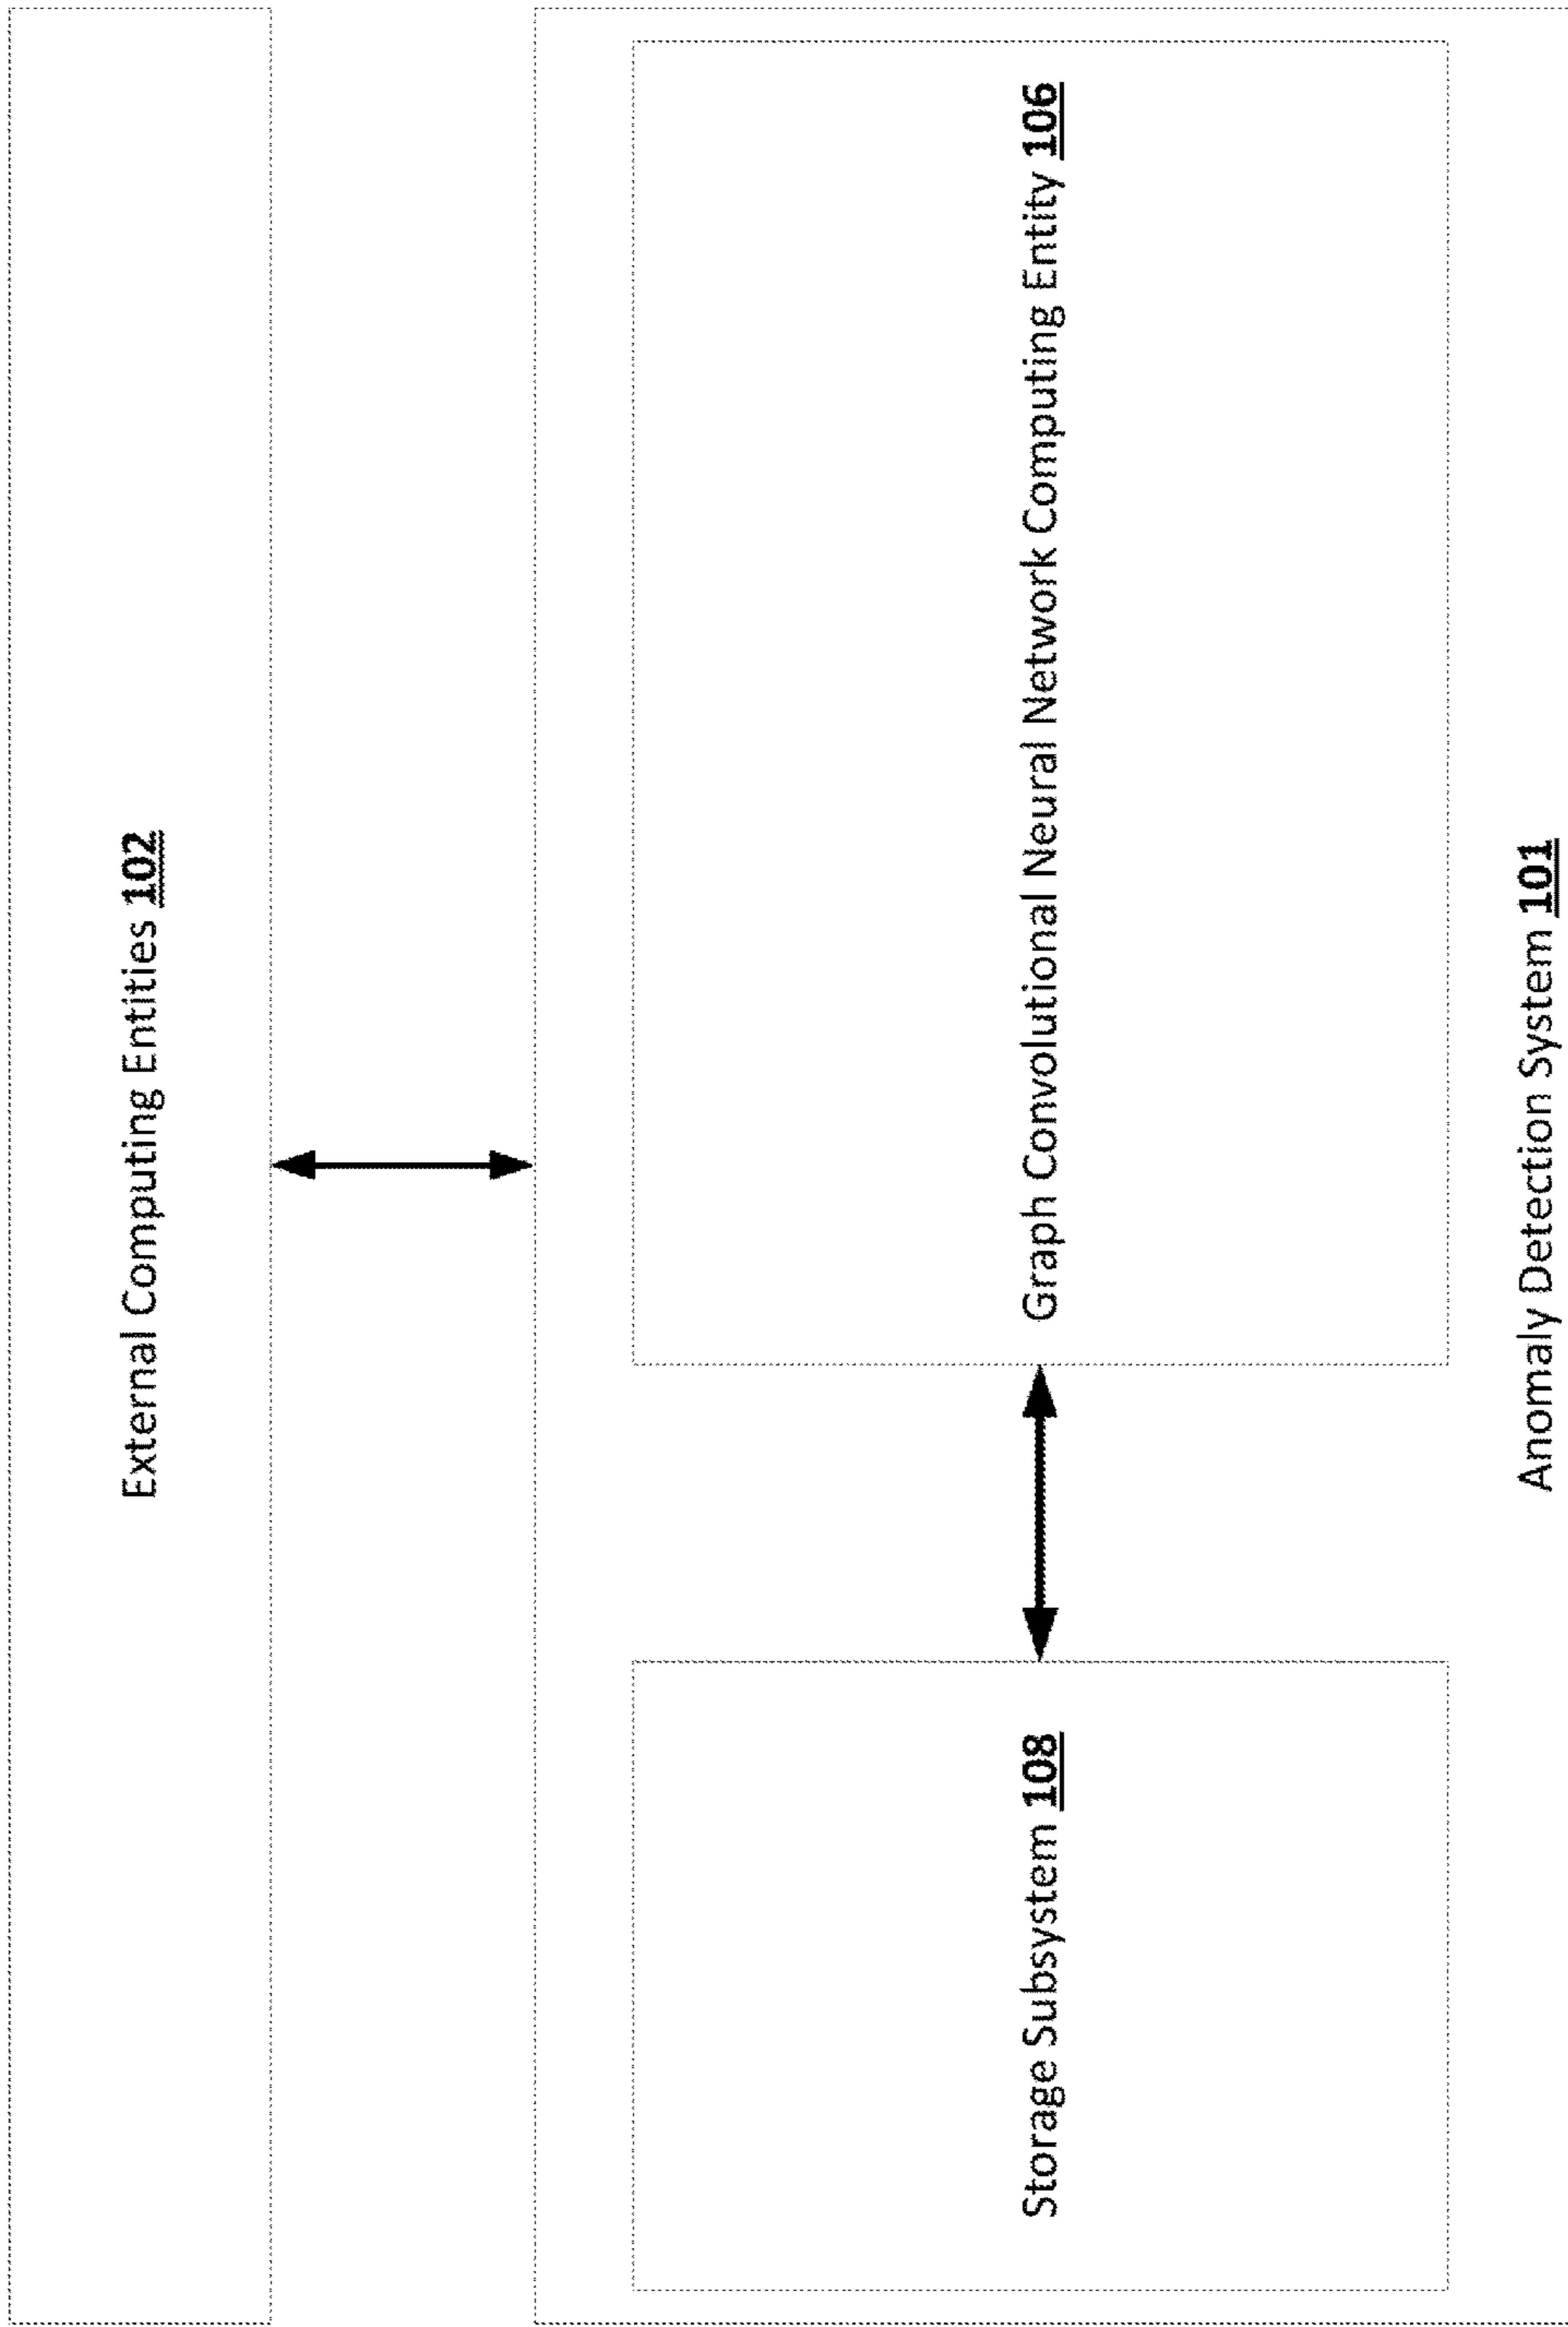 External Computing Entities 102
Storage Subsystem 108
Graph Convolutional Neural Network Computing Entity 106
Anomaly Detection System 101